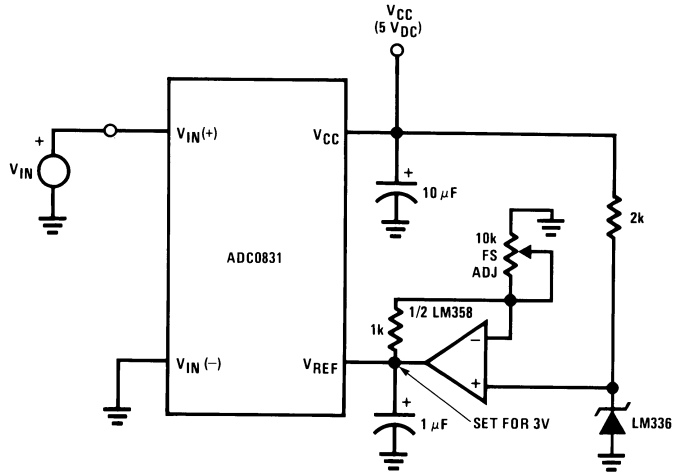 VCC
(5 VDC)
+
VIN
VIN(+)
VCC
+
10 µF
2k
ADC0831
10k
FS
ADJ
1/2 LM358
1k
−
VIN(−)
VREF
+
+
1 µF
SET FOR 3V
LM336